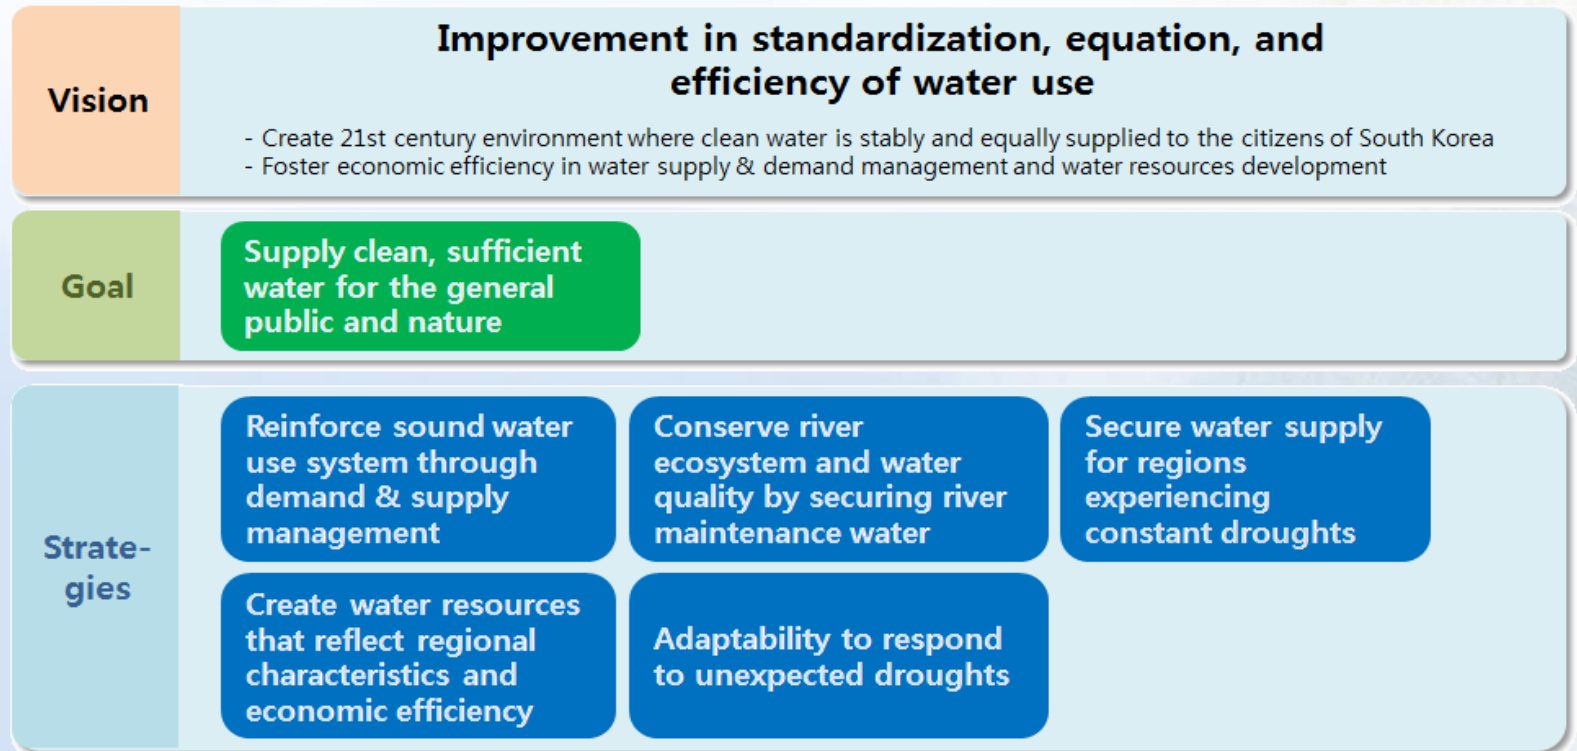 Vision
Improvement in standardization, equation, and
efficiency of water use
- Create 21st century environment where clean water is stably and equally supplied to the citizens of South Korea
- Foster economic efficiency in water supply & demand management and water resources development
Goal
Supply clean, sufficient
water for the general
public and nature
Strate-
gies
Reinforce sound water
use system through
demand & supply
management
Conserve river
ecosystem and water
quality by securing river
maintenance water
Secure water supply
for regions
experiencing
constant droughts
Create water resources
that reflect regional
characteristics and
economic efficiency
Adaptability to respond
to unexpected droughts